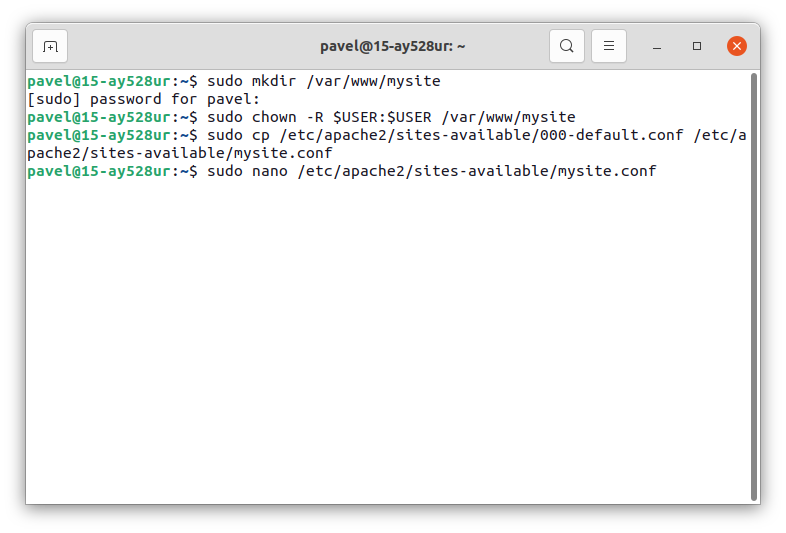 pavel@15-ay528ur: ~
pavel@15-ay528ur:~$ sudo mkdir /var/www/mysite
[sudo] password for pavel:
pavel@15-ay528ur:~$ sudo chown -R $USER:$USER /var/www/mysite
pavel@15-ay528ur:~$ sudo cp /etc/apache2/sites-available/000-default.conf /etc/a
pache2/sites-available/mysite.conf
pavel@15-ay528ur:~$ sudo nano /etc/apache2/sites-available/mysite.conf